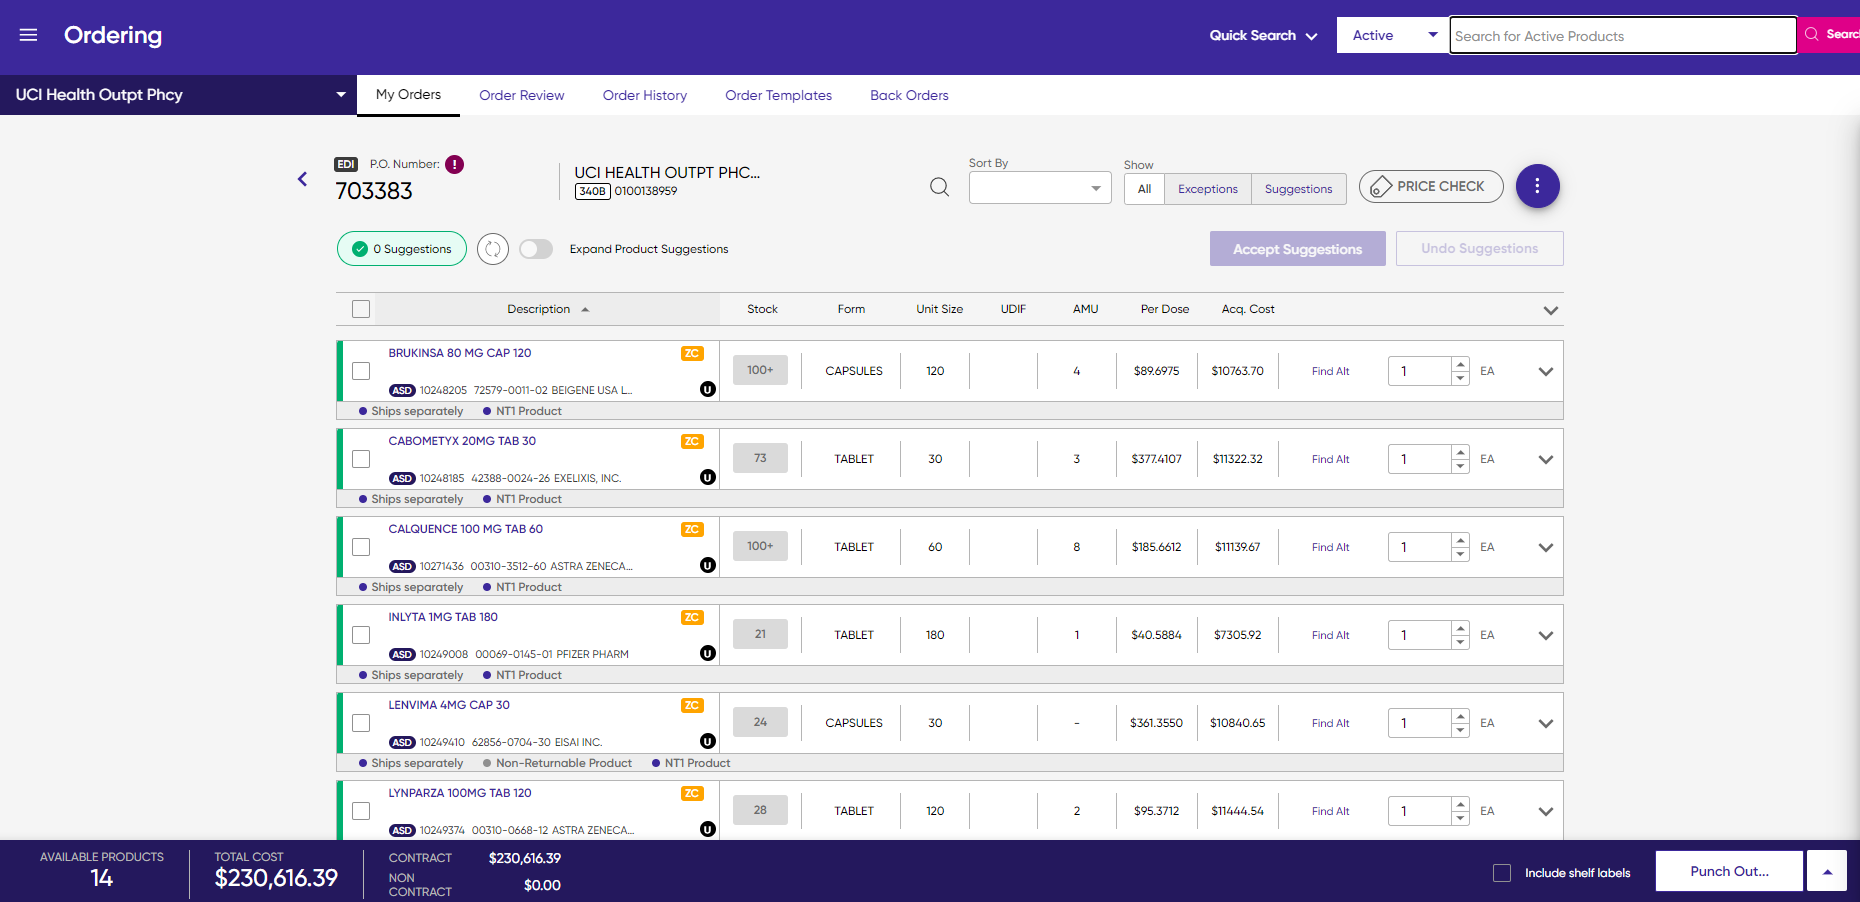 Ordering
Quick Search
Active
Search for Active Products
Search
UCI Health Outpt Phcy
My Orders
Order Review
Order History
Order Templates
Back Orders
EDI P.O. Number: !
703383
UCI HEALTH OUTPT PHC...
340B 0100138959
Sort By
Show
All
Exceptions
Suggestions
PRICE CHECK
0 Suggestions
Expand Product Suggestions
Accept Suggestions
Undo Suggestions
Description Stock Form Unit Size UDIF AMU Per Dose Acq. Cost
BRUKINSA 80 MG CAP 120 ZC
100+ CAPSULES 120 4 $89.6975 $10763.70 Find Alt 1 EA
ASD 10248205 72579-0011-02 BEIGENE USA L... U
Ships separately NT1 Product
CABOMETYX 20MG TAB 30 ZC
73 TABLET 30 3 $377.4107 $11322.32 Find Alt 1 EA
ASD 10248185 42388-0024-26 EXELIXIS, INC. U
Ships separately NT1 Product
CALQUENCE 100 MG TAB 60 ZC
100+ TABLET 60 8 $185.6612 $11139.67 Find Alt 1 EA
ASD 10271436 00310-3512-60 ASTRA ZENECA... U
Ships separately NT1 Product
INLYTA 1MG TAB 180 ZC
21 TABLET 180 1 $40.5884 $7305.92 Find Alt 1 EA
ASD 10249008 00069-0145-01 PFIZER PHARM U
Ships separately NT1 Product
LENVIMA 4MG CAP 30 ZC
24 CAPSULES 30 - $361.3550 $10840.65 Find Alt 1 EA
ASD 10249410 62856-0704-30 EISAI INC. U
Ships separately Non-Returnable Product NT1 Product
LYNPARZA 100MG TAB 120 ZC
28 TABLET 120 2 $95.3712 $11444.54 Find Alt 1 EA
ASD 10249374 00310-0668-12 ASTRA ZENECA... U
AVAILABLE PRODUCTS
14
TOTAL COST
$230,616.39
CONTRACT $230,616.39
NON CONTRACT $0.00
Include shelf labels
Punch Out...